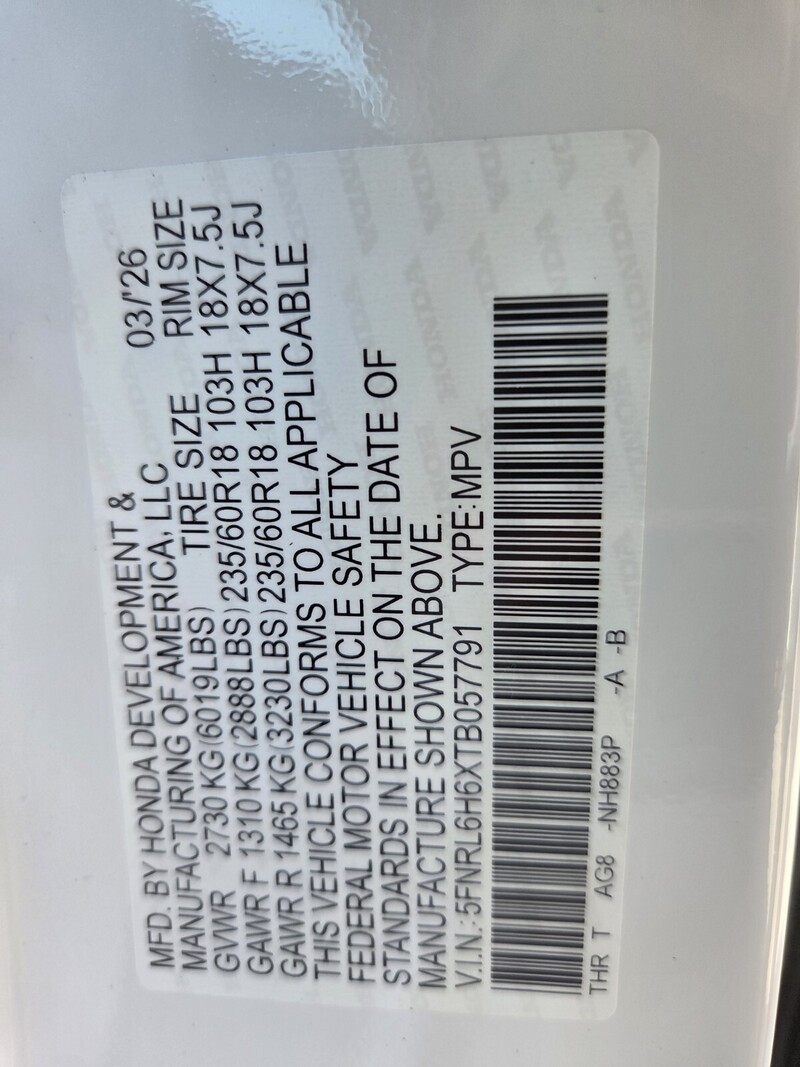 MFD. BY HONDA DEVELOPMENT & 03/'26
MANUFACTURING OF AMERICA, LLC
TIRE SIZE RIM SIZE
GVWR 2730 KG (6019LBS)
GAWR F 1310 KG (2888LBS) 235/60R18 103H 18X7.5J
GAWR R 1465 KG (3230LBS) 235/60R18 103H 18X7.5J
THIS VEHICLE CONFORMS TO ALL APPLICABLE
FEDERAL MOTOR VEHICLE SAFETY
STANDARDS IN EFFECT ON THE DATE OF
MANUFACTURE SHOWN ABOVE.
V.I.N.: 5FNRL6H6XTB057791 TYPE: MPV
THR T AG8 -NH883P -A -B